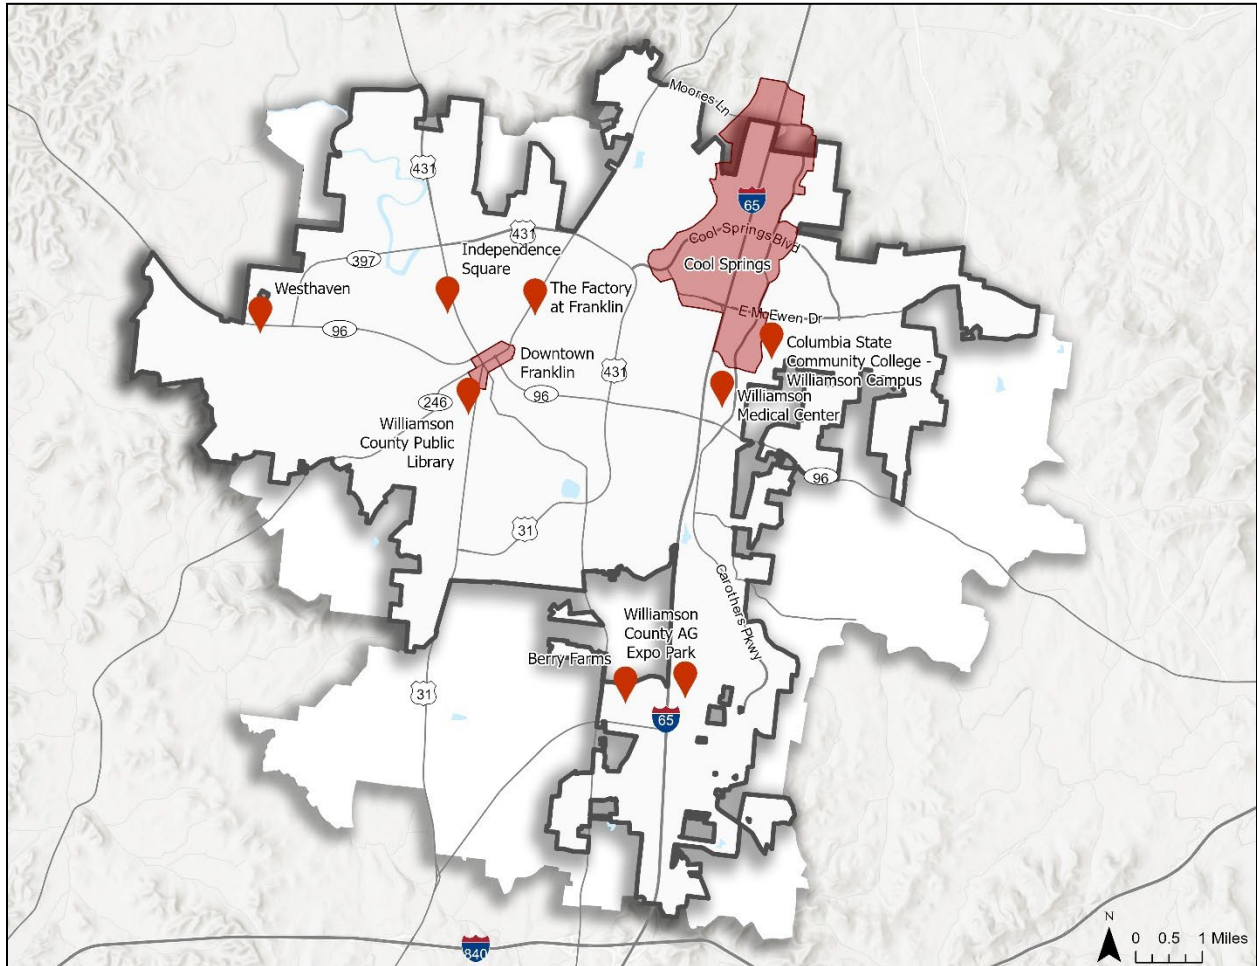 Moores Ln
431
65
431
Cool Springs Blvd
Independence
Square
397
Cool Springs
Westhaven
The Factory
at Franklin
E McEwen Dr
96
Columbia State
Community College -
Williamson Campus
Downtown
Franklin
431
96
246
Williamson
Medical Center
Williamson
County Public
Library
96
31
Carothers Pkwy
Williamson
County AG
Expo Park
Berry Farms
31
65
N
0 0.5 1 Miles
840